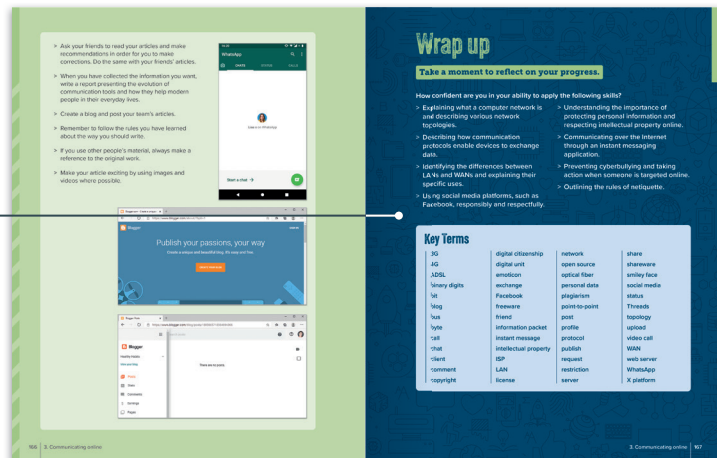 > Ask your friends to read your articles and make
recommendations in order for you to make
corrections. Do the same with your friends' articles.
> When you have collected the information you want,
write a report presenting the evolution of
communication tools and how they help modern
people in their everyday lives.
> Create a blog and post your team's articles.
> Remember to follow the rules you have learned
about the way you should write.
> If you use other people's material, always make a
reference to the original work.
> Make your article exciting by using images and
videos where possible.
WhatsApp
CHATS
STATUS
CALLS
Start a chat →
Blogger
SIGN IN
Publish your passions, your way
Create a unique and beautiful blog. It's easy and free.
Blogger
Posts
Stats
Comments
Earnings
Pages
There are no posts.
166 | 3. Communicating online
Wrap up
Take a moment to reflect on your progress.
How confident are you in your ability to apply the following skills?
> Explaining what a computer network is
and describing various network
topologies.
> Describing how communication
protocols enable devices to exchange
data.
> Identifying the differences between
LANs and WANs and explaining their
specific uses.
> Using social media platforms, such as
Facebook, responsibly and respectfully.
> Understanding the importance of
protecting personal information and
respecting intellectual property online.
> Communicating over the Internet
through an instant messaging
application.
> Preventing cyberbullying and taking
action when someone is targeted online.
> Outlining the rules of netiquette.
Key Terms
3G
4G
ADSL
binary digits
bit
blog
bus
byte
call
chat
client
comment
copyright
digital citizenship
digital unit
emoticon
exchange
Facebook
freeware
friend
information packet
instant message
intellectual property
ISP
LAN
license
network
open source
optical fiber
personal data
plagiarism
point-to-point
post
profile
protocol
publish
request
restriction
server
share
shareware
smiley face
social media
status
Threads
topology
upload
video call
WAN
web server
WhatsApp
X platform
3. Communicating online | 167